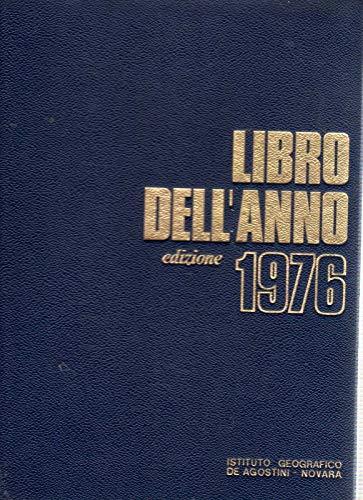 LIBRO
DELL'ANNO
edizione 1976
ISTITUTO GEOGRAFICO
DE AGOSTINI - NOVARA